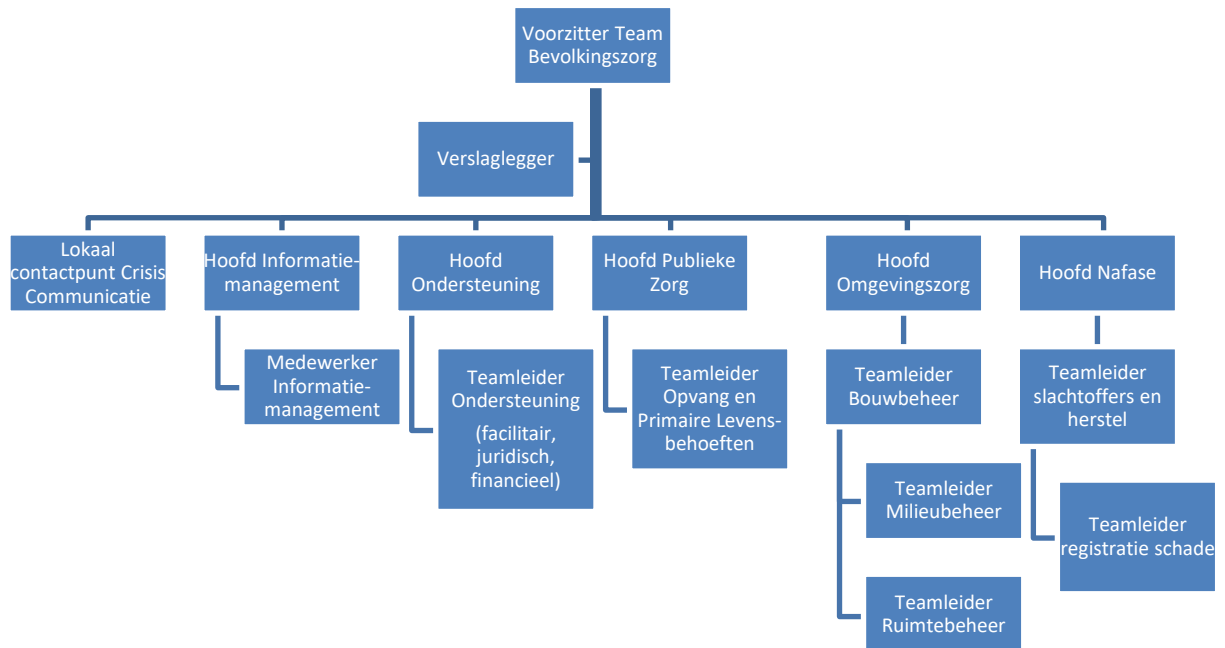 Voorzitter Team
Bevolkingszorg
Verslaglegger
Lokaal
contactpunt Crisis
Communicatie
Hoofd Informatie-
management
Hoofd
Ondersteuning
Hoofd Publieke
Zorg
Hoofd
Omgevingszorg
Hoofd Nafase
Medewerker
Informatie-
management
Teamleider
Ondersteuning
(facilitair,
juridisch,
financieel)
Teamleider
Opvang en
Primaire Levens-
behoeften
Teamleider
Bouwbeheer
Teamleider
slachtoffers en
herstel
Teamleider
Milieubeheer
Teamleider
registratie schade
Teamleider
Ruimtebeheer